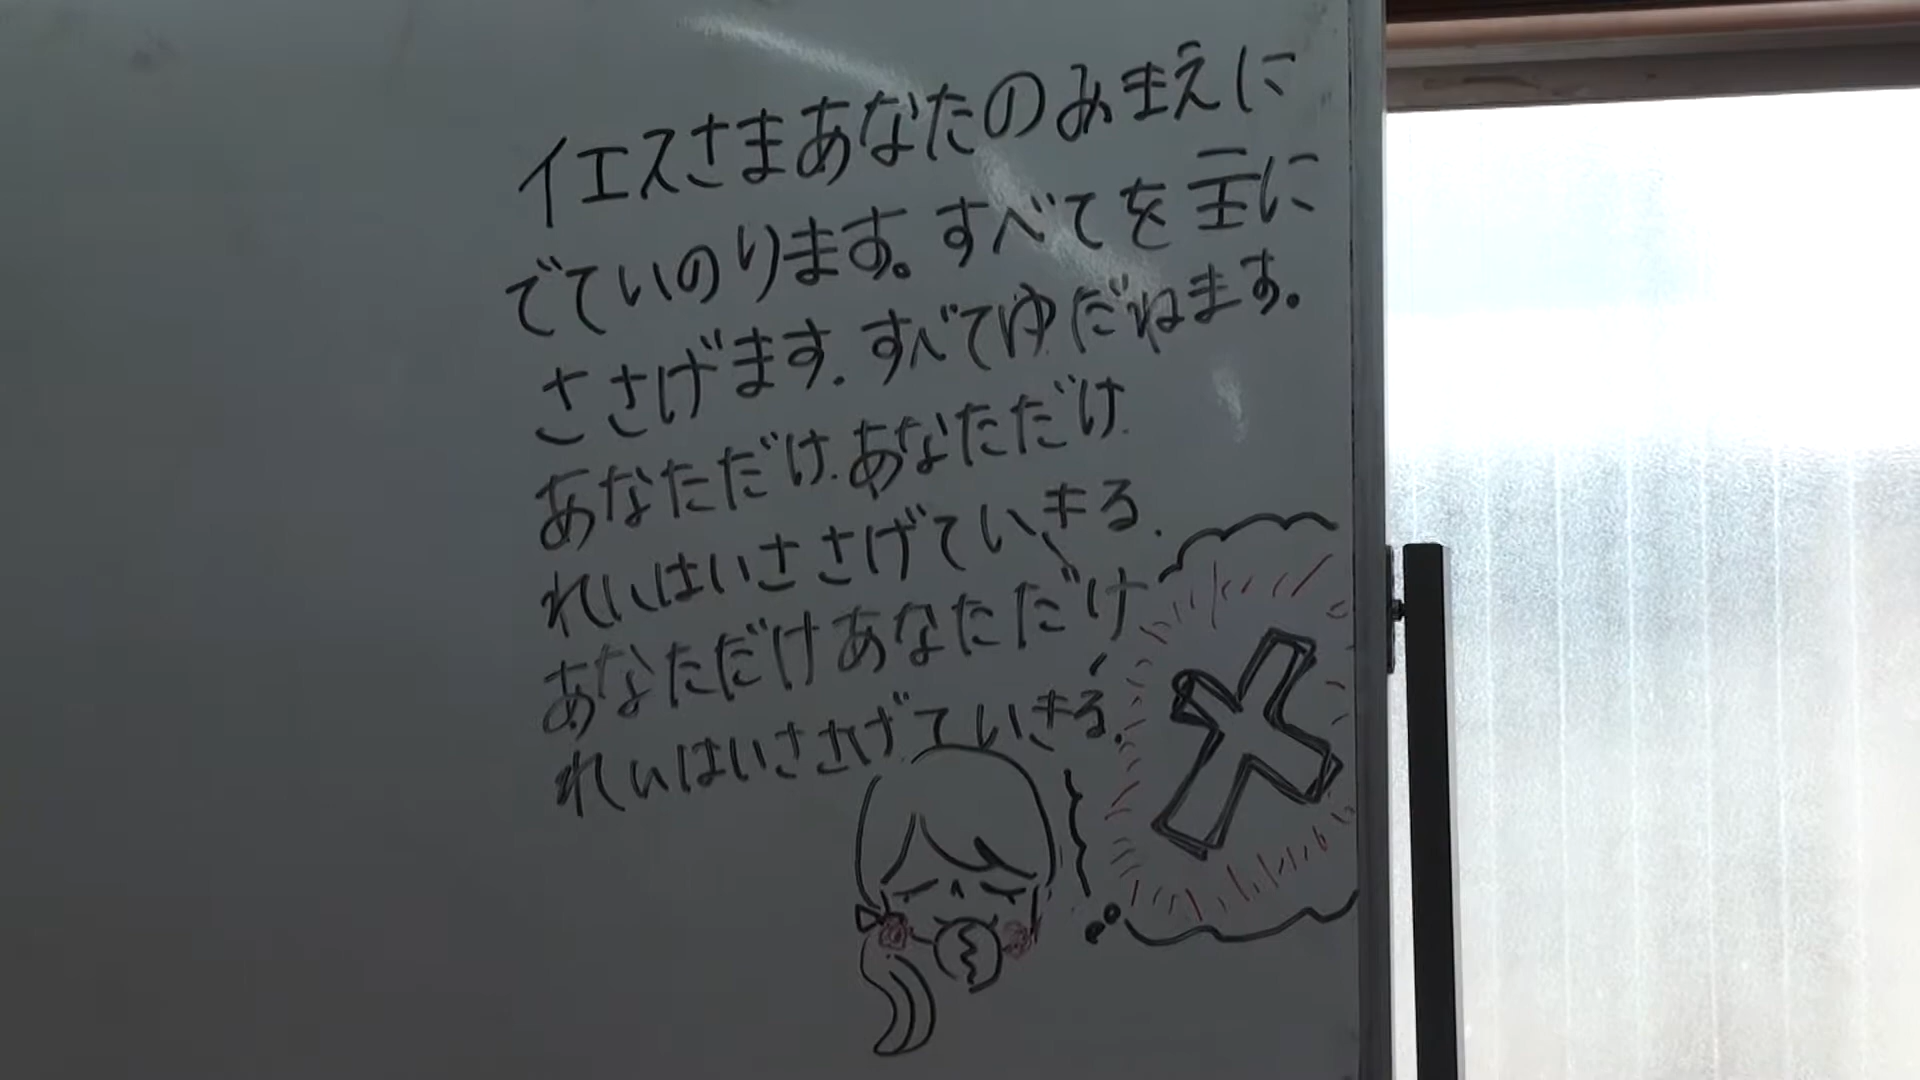 イエスさまあなたのみまえに
でていのります。すべてを主に
ささげます.すべてゆだねます。
あなただけ.あなただけ.
れいはいささげていきる.
あなただけあなただけ
れいはいささげていきる.